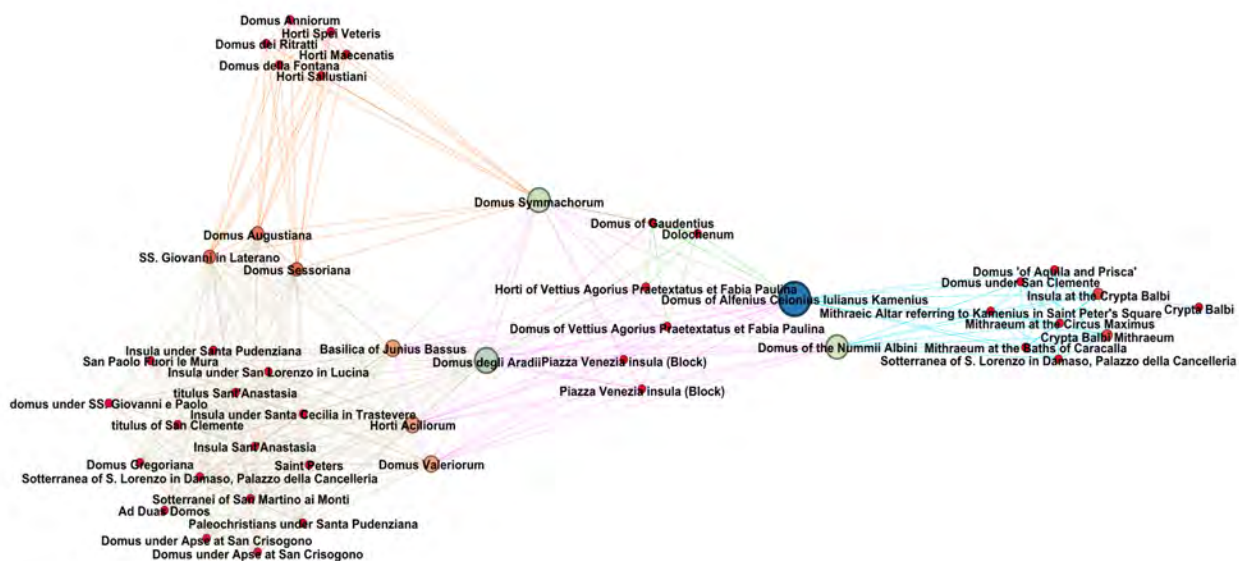 Domus Anniorum
Horti Spei Veteris
Domus dei Ritratti
Horti Maecenatis
Domus della Fontana
Horti Sallustiani
Domus Symmachorum
Domus of Gaudentius
Dolochenum
Domus Augustiana
SS. Giovanni in Laterano
Domus Sessoriana
Domus 'of Aquila and Prisca'
Domus under San Clemente
Horti of Vettius Agorius Praetextatus et Fabia Paulina
Insula at the Crypta Balbi
Domus of Alfenius Ceionius Iulianus Kamenius
Crypta Balbi
Mithraeic Altar referring to Kamenius in Saint Peter's Square
Mithraeum at the Circus Maximus
Domus of Vettius Agorius Praetextatus et Fabia Paulina
Crypta Balbi Mithraeum
Domus of the Nummii Albini
Mithraeum at the Baths of Caracalla
Insula under Santa Pudenziana
Basilica of Junius Bassus
San Paolo Fuori le Mura
Domus degli Aradii
Piazza Venezia insula (Block)
Sotterranea of S. Lorenzo in Damaso, Palazzo della Cancelleria
Insula under San Lorenzo in Lucina
Piazza Venezia insula (Block)
titulus Sant'Anastasia
domus under SS. Giovanni e Paolo
Insula under Santa Cecilia in Trastevere
titulus of San Clemente
Horti Aciliorum
Insula Sant'Anastasia
Domus Gregoriana
Saint Peters
Domus Valeriorum
Sotterranea of S. Lorenzo in Damaso, Palazzo della Cancelleria
Sotterranei of San Martino ai Monti
Ad Duas Domos
Paleochristians under Santa Pudenziana
Domus under Apse at San Crisogono
Domus under Apse at San Crisogono